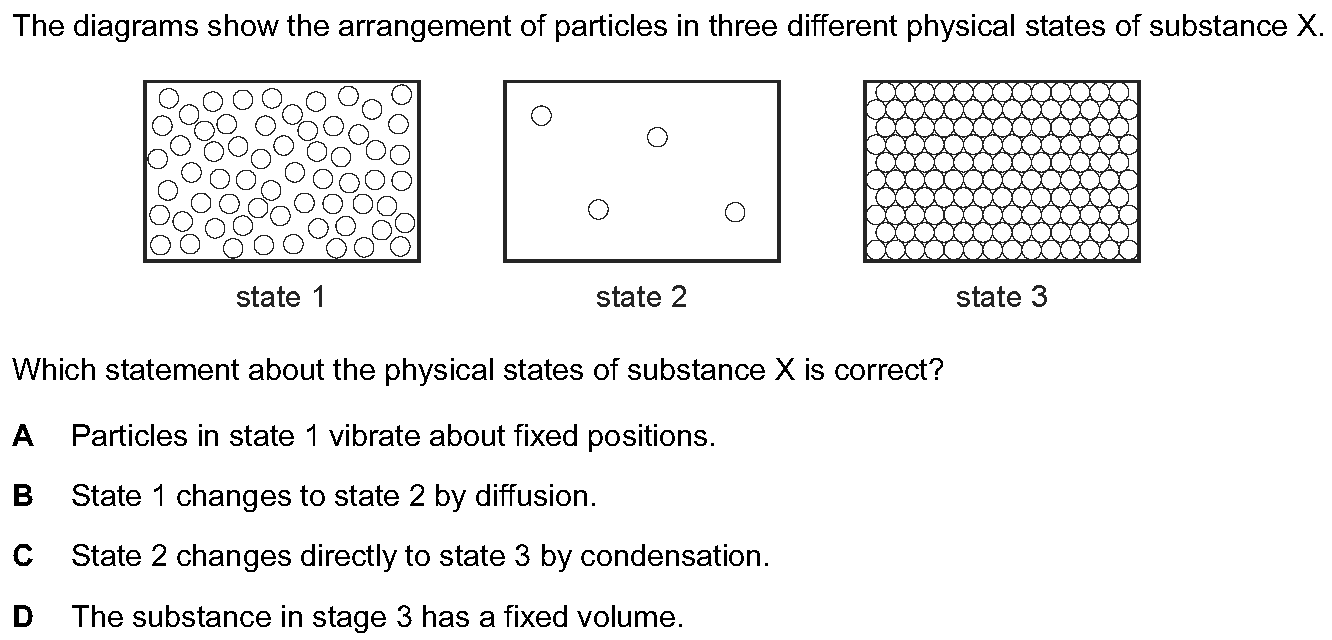 The diagrams show the arrangement of particles in three different physical states of substance X.
state 1 state 2 state 3
Which statement about the physical states of substance X is correct?
A Particles in state 1 vibrate about fixed positions.
B State 1 changes to state 2 by diffusion.
C State 2 changes directly to state 3 by condensation.
D The substance in stage 3 has a fixed volume.